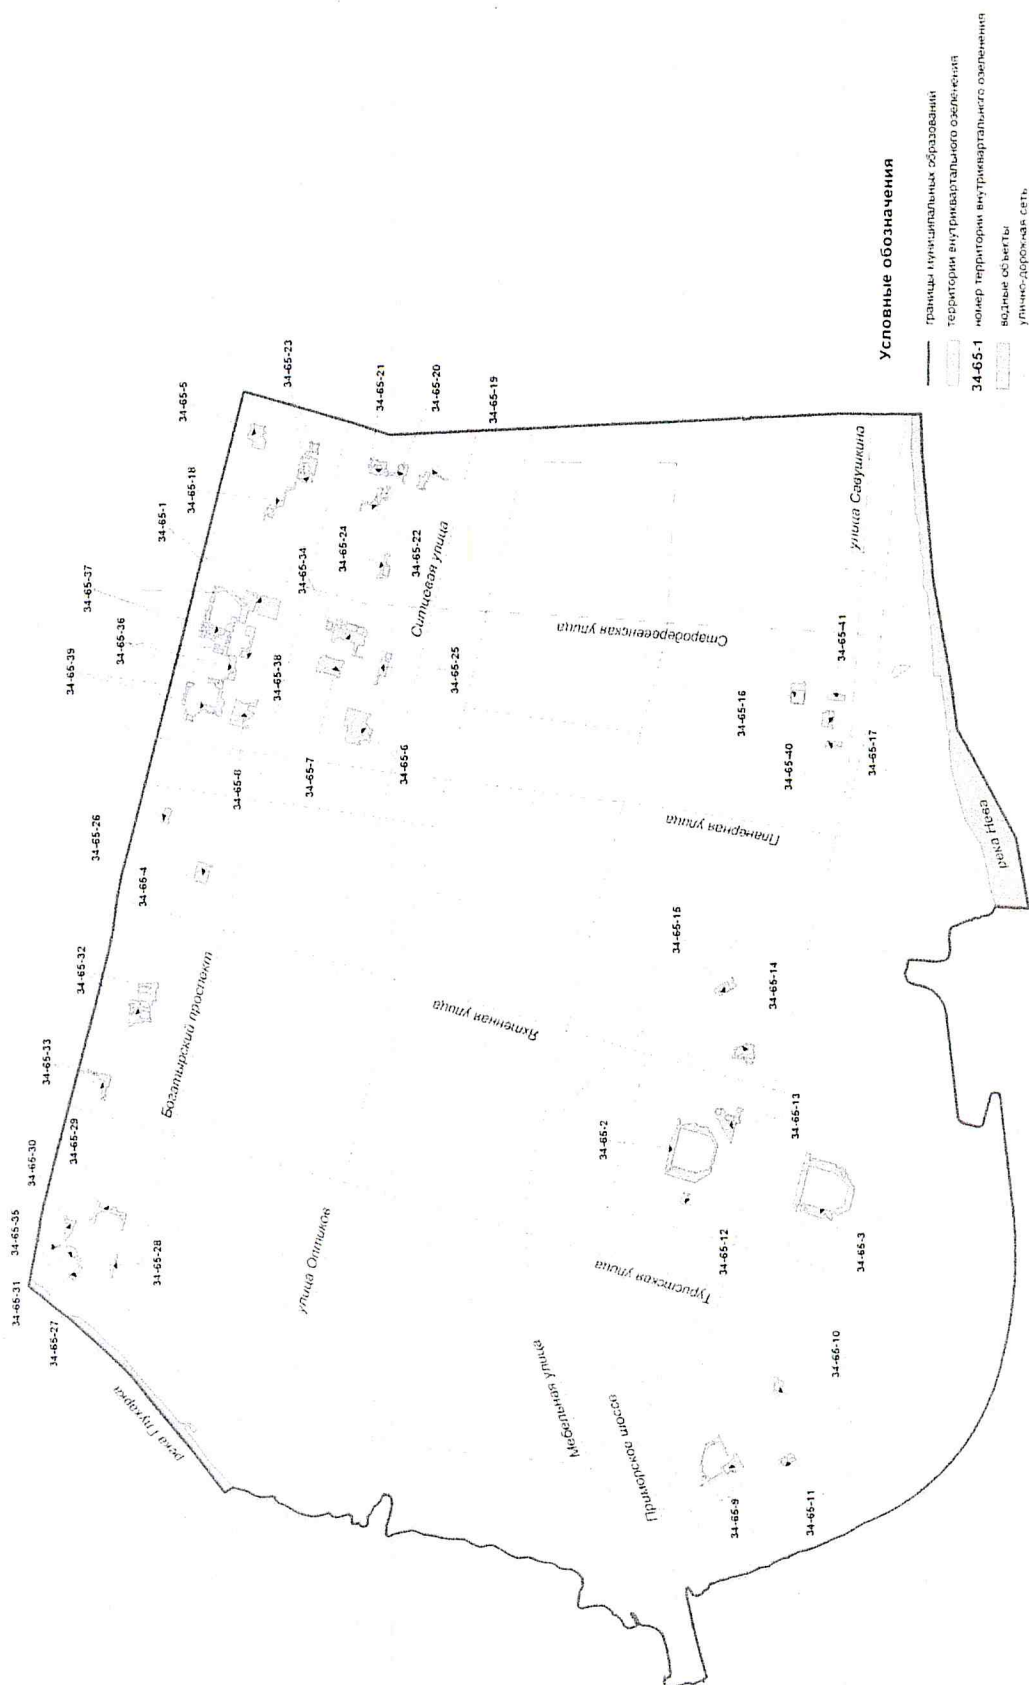 34-65-31
34-65-35
34-65-30
34-65-33
34-65-32
34-65-26
34-65-39
34-65-36
34-65-37
34-65-1
34-65-18
34-65-5
34-65-23
34-65-21
34-65-20
34-65-19
34-65-27
34-65-29
34-65-28
34-65-4
34-65-8
34-65-38
34-65-34
34-65-24
34-65-22
34-65-7
34-65-6
34-65-25
река Глухарка
Богатырский проспект
Ситцевая улица
улица Оптиков
Яхтенная улица
Планерная улица
Стародеревенская улица
улица Савушкина
Мебельная улица
Приморское шоссе
Туристская улица
34-65-2
34-65-15
34-65-14
34-65-13
34-65-12
34-65-3
34-65-10
34-65-9
34-65-11
34-65-16
34-65-40
34-65-41
34-65-17
река Нева
Условные обозначения
границы муниципальных образований
территории внутриквартального озеленения
34-65-1 номер территории внутриквартального озеленения
водные объекты
улично-дорожная сеть